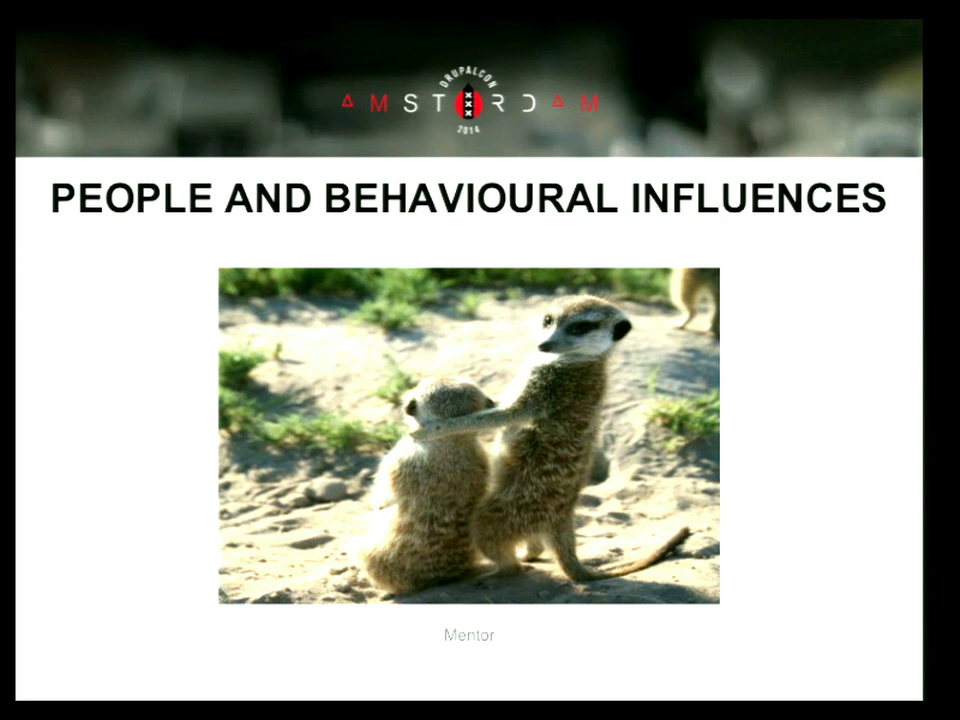 DRUPALCON
AMSTERDAM
2014
PEOPLE AND BEHAVIOURAL INFLUENCES
Mentor